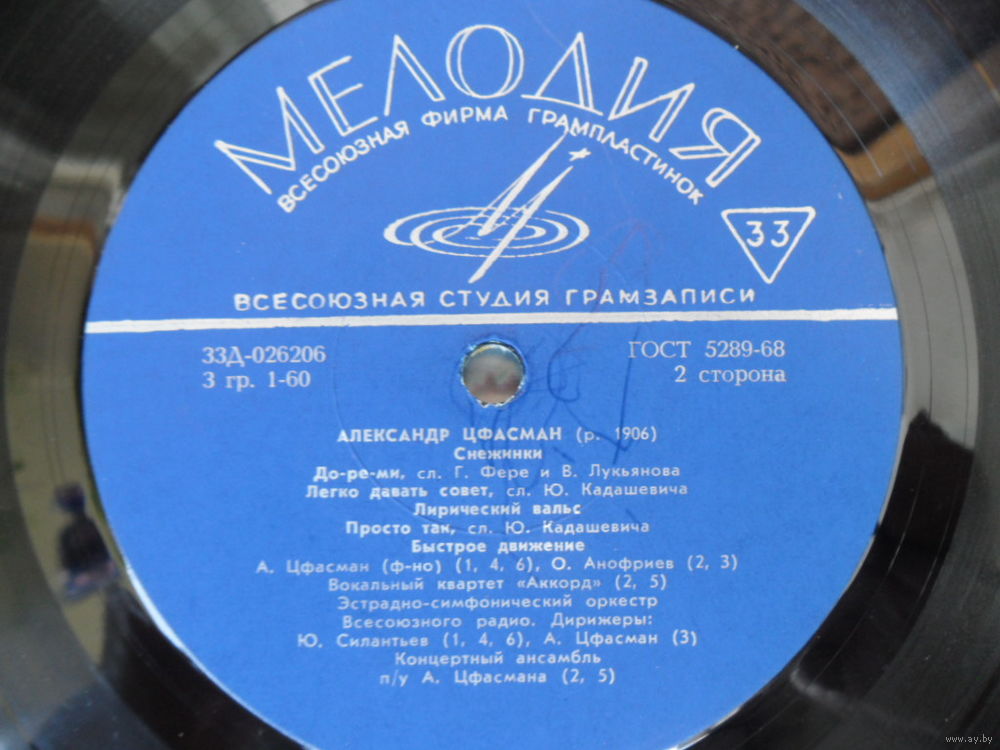 МЕЛОДИЯ
ВСЕСОЮЗНАЯ ФИРМА ГРАМПЛАСТИНОК
33
ВСЕСОЮЗНАЯ СТУДИЯ ГРАМЗАПИСИ
33Д-026206
ГОСТ 5289-68
3 гр. 1-60
2 сторона
АЛЕКСАНДР ЦФАСМАН (р. 1906)
Снежинки
До-ре-ми, сл. Г. Фере и В. Лукьянова
Легко давать совет, сл. Ю. Кадашевича
Лирический вальс
Просто так, сл. Ю. Кадашевича
Быстрое движение
А. Цфасман (ф-но) (1, 4, 6), О. Анофриев (2, 3)
Вокальный квартет «Аккорд» (2, 5)
Эстрадно-симфонический оркестр
Всесоюзного радио. Дирижеры:
Ю. Силантьев (1, 4, 6), А. Цфасман (3)
Концертный ансамбль
п/у А. Цфасмана (2, 5)
www.ay.by